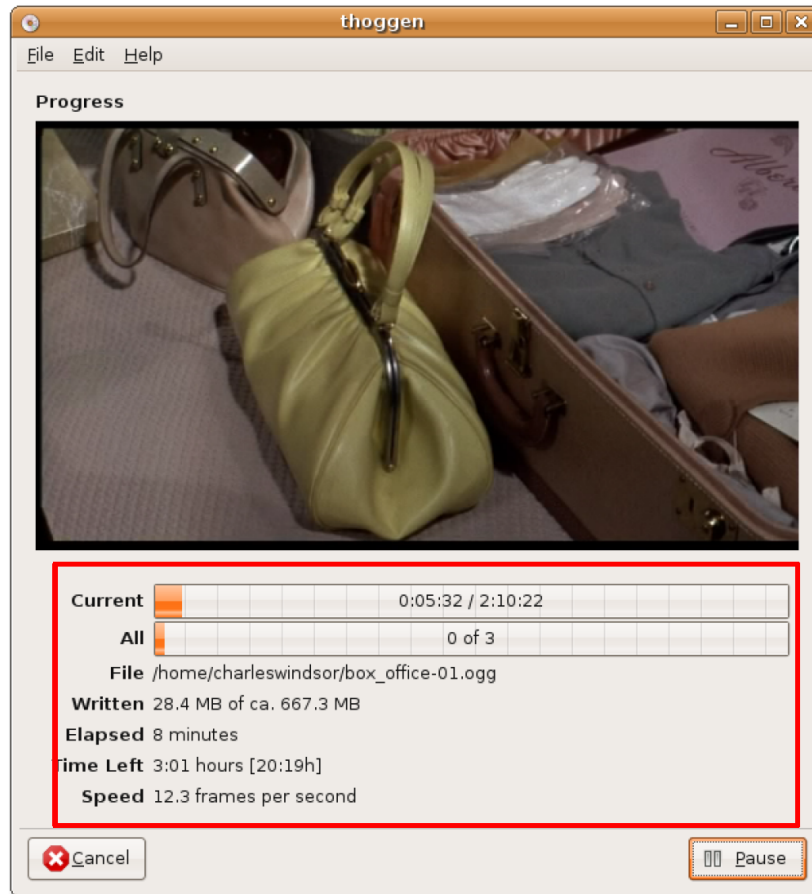 thoggen
File Edit Help
Progress
Current 0:05:32 / 2:10:22
All 0 of 3
File /home/charleswindsor/box_office-01.ogg
Written 28.4 MB of ca. 667.3 MB
Elapsed 8 minutes
Time Left 3:01 hours [20:19h]
Speed 12.3 frames per second
Cancel Pause